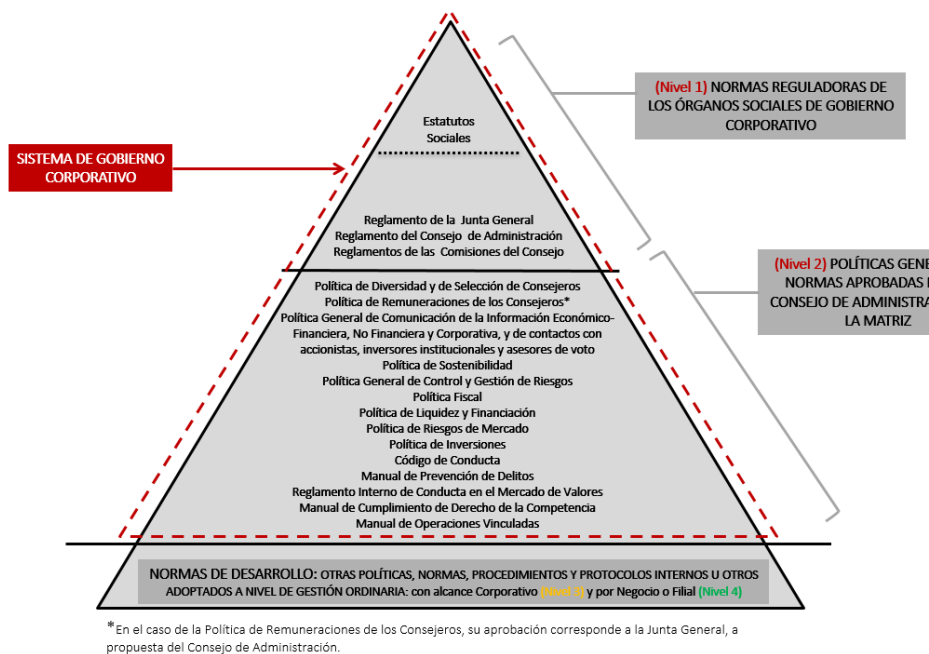 (Nivel 1) NORMAS REGULADORAS DE
LOS ÓRGANOS SOCIALES DE GOBIERNO
CORPORATIVO
Estatutos
Sociales
SISTEMA DE GOBIERNO
CORPORATIVO
Reglamento de la Junta General
Reglamento del Consejo de Administración
Reglamentos de las Comisiones del Consejo
(Nivel 2) POLÍTICAS GENE
NORMAS APROBADAS
CONSEJO DE ADMINISTRA
LA MATRIZ
Política de Diversidad y de Selección de Consejeros
Política de Remuneraciones de los Consejeros*
Política General de Comunicación de la Información Económico-
Financiera, No Financiera y Corporativa, y de contactos con
accionistas, inversores institucionales y asesores de voto
Política de Sostenibilidad
Política General de Control y Gestión de Riesgos
Política Fiscal
Política de Liquidez y Financiación
Política de Riesgos de Mercado
Política de Inversiones
Código de Conducta
Manual de Prevención de Delitos
Reglamento Interno de Conducta en el Mercado de Valores
Manual de Cumplimiento de Derecho de la Competencia
Manual de Operaciones Vinculadas
NORMAS DE DESARROLLO: OTRAS POLÍTICAS, NORMAS, PROCEDIMIENTOS Y PROTOCOLOS INTERNOS U OTROS
ADOPTADOS A NIVEL DE GESTIÓN ORDINARIA: con alcance Corporativo (Nivel 3) y por Negocio o Filial (Nivel 4)
*En el caso de la Política de Remuneraciones de los Consejeros, su aprobación corresponde a la Junta General, a
propuesta del Consejo de Administración.